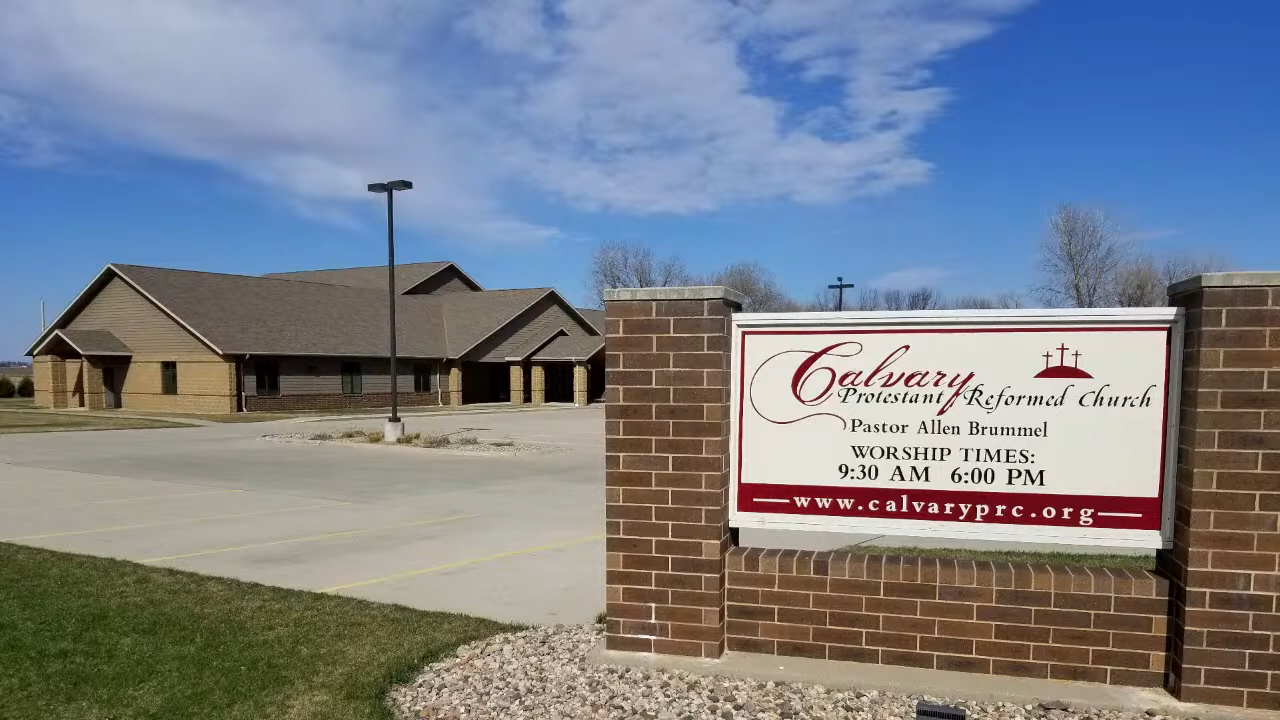 Calvary
Protestant Reformed Church
Pastor Allen Brummel
WORSHIP TIMES:
9:30 AM 6:00 PM
www.calvaryprc.org